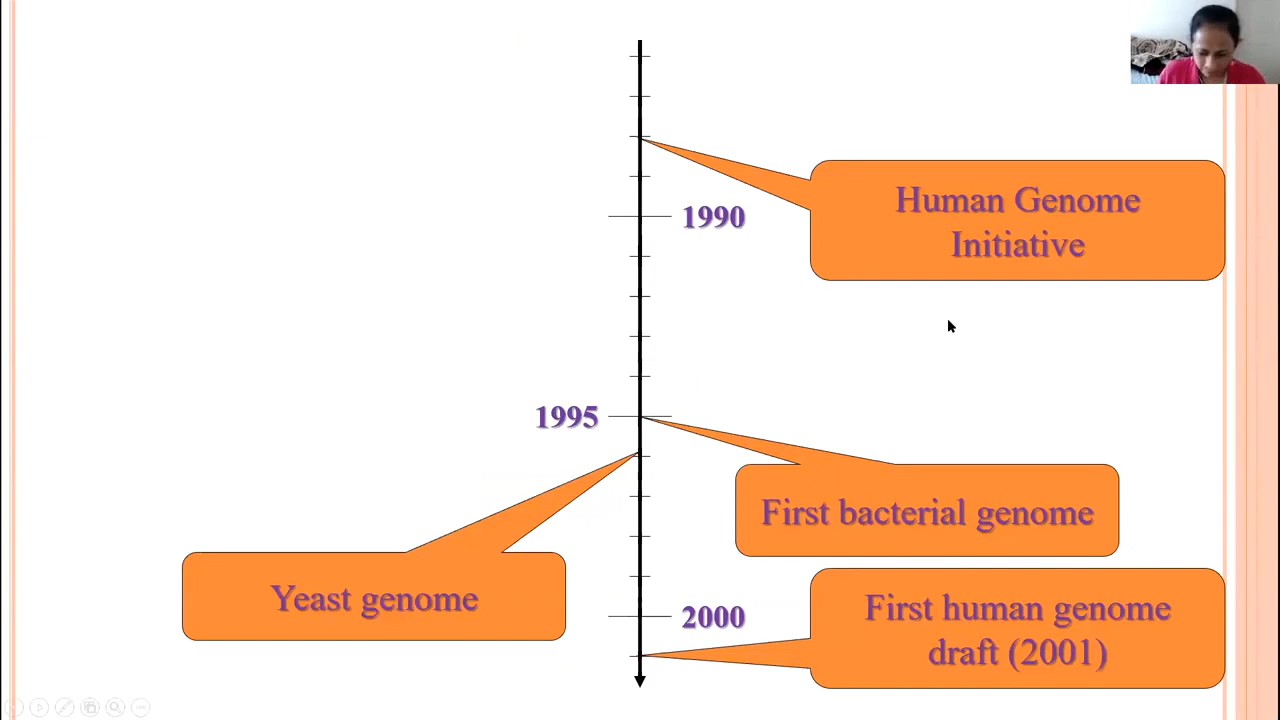 1990
Human Genome
Initiative
1995
First bacterial genome
Yeast genome
2000
First human genome
draft (2001)